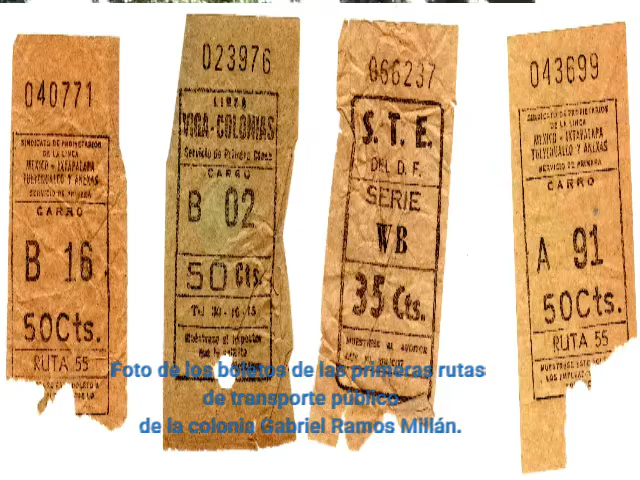 040771
SINDICATO DE PROPIETARIOS
DE LA LINEA
MEXICO - IXTAPALAPA
TULYEHUALCO Y ANEXAS
SERVICIO DE PRIMERA
CARRO
B 16
50Cts.
RUTA 55
023976
LINEA
VIGA-COLONIAS
Servicio de Primera Clase
CARRO
B 02
50 Cts
066237
S. T. E.
DEL D. F.
SERIE
WB
35 Cts.
043699
SINDICATO DE PROPIETARIOS
DE LA LINEA
MEXICO - IXTAPALAPA
TULYEHUALCO Y ANEXAS
SERVICIO DE PRIMERA
CARRO
A 91
50Cts.
RUTA 55
Foto de los boletos de las primeras rutas
de transporte público
de la colonia Gabriel Ramos Millán.